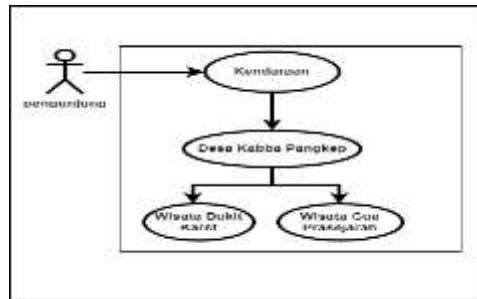 Kendaraan
pengunjung
Desa Kabba Pangkep
Wisata Bukit
Karst
Wisata Goa
Prasejarah